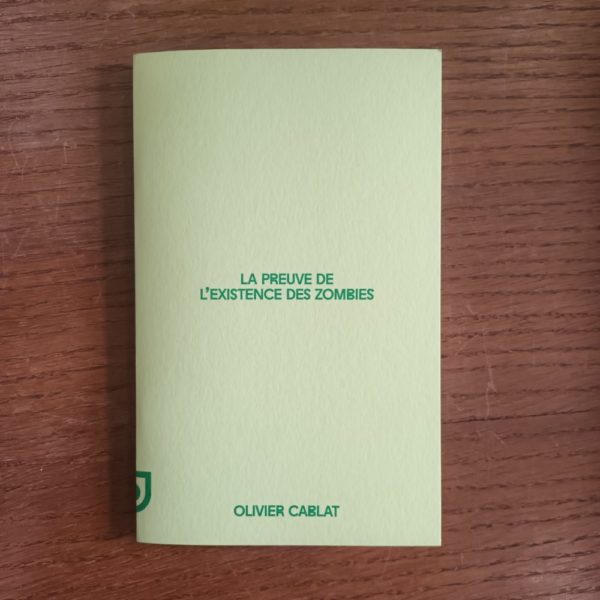 LA PREUVE DE
L'EXISTENCE DES ZOMBIES
OLIVIER CABLAT